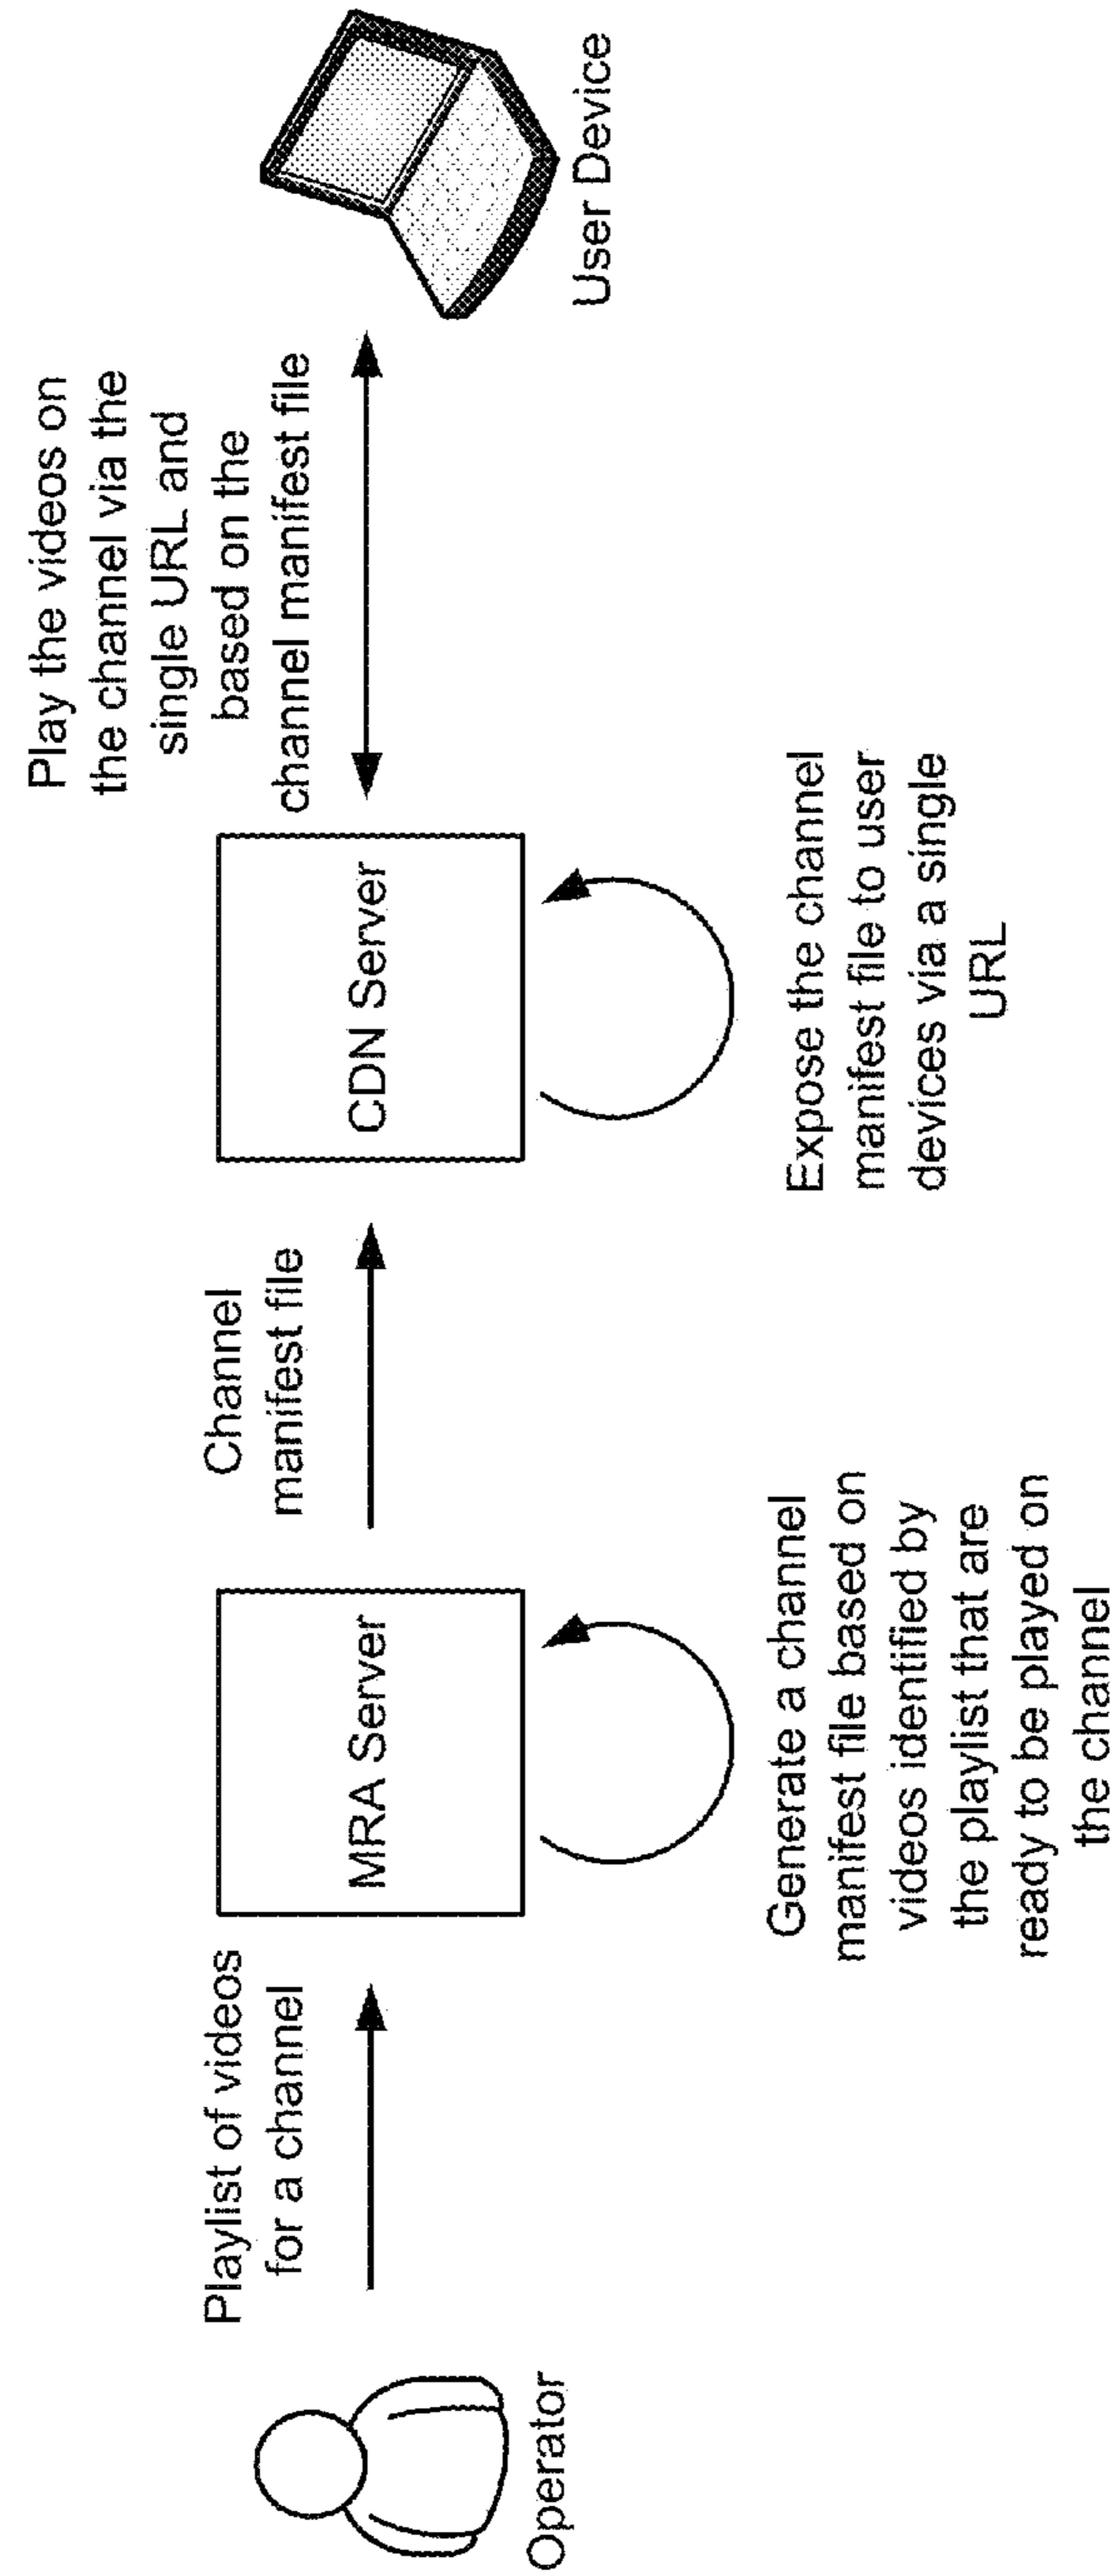 Operator
Playlist of videos
for a channel
MRA Server
Generate a channel
manifest file based on
videos identified by
the playlist that are
ready to be played on
the channel
Channel
manifest file
CDN Server
Expose the channel
manifest file to user
devices via a single
URL
Play the videos on
the channel via the
single URL and
based on the
channel manifest file
User Device